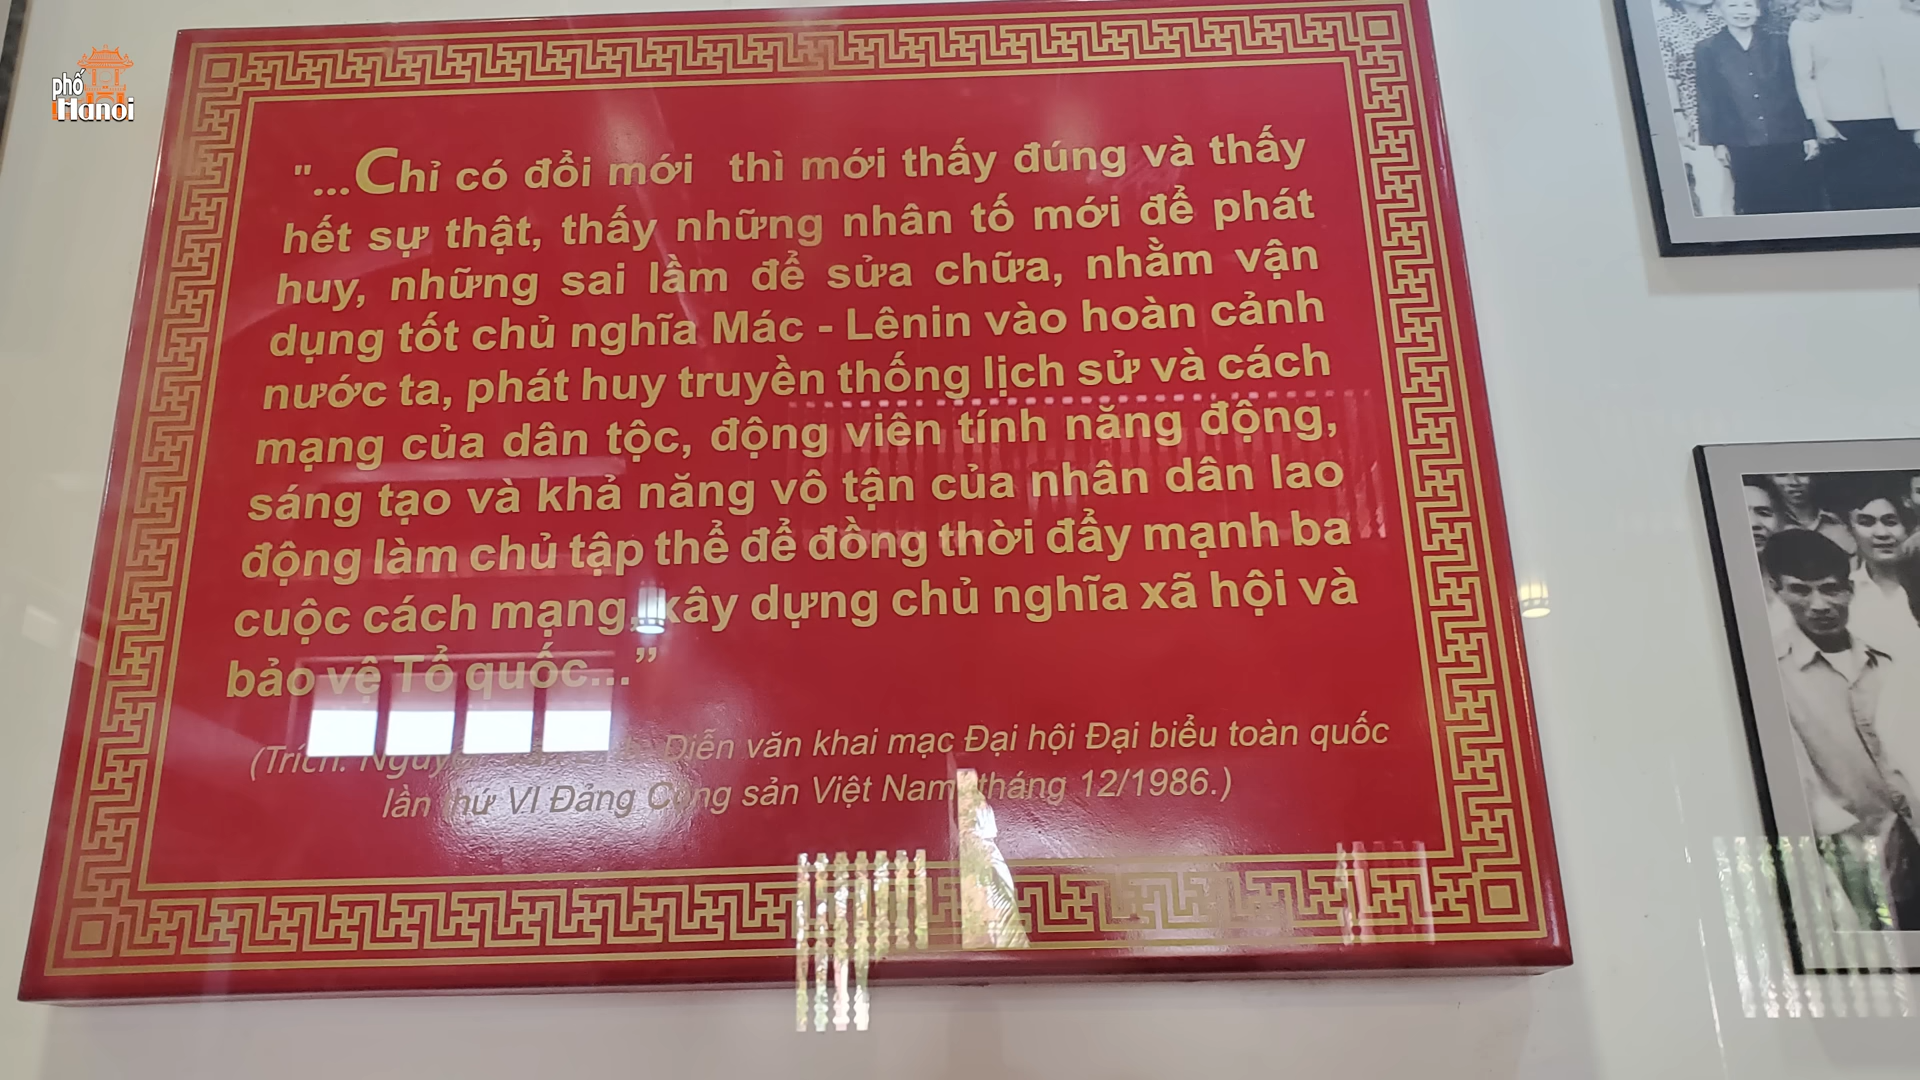 phố
Hanoi
"...Chỉ có đổi mới thì mới thấy đúng và thấy
hết sự thật, thấy những nhân tố mới để phát
huy, những sai lầm để sửa chữa, nhằm vận
dụng tốt chủ nghĩa Mác - Lênin vào hoàn cảnh
nước ta, phát huy truyền thống lịch sử và cách
mạng của dân tộc, động viên tính năng động,
sáng tạo và khả năng vô tận của nhân dân lao
động làm chủ tập thể để đồng thời đẩy mạnh ba
cuộc cách mạng, xây dựng chủ nghĩa xã hội và
bảo vệ Tổ quốc...”
(Trích: Diễn văn khai mạc Đại hội Đại biểu toàn quốc
lần thứ VI Đảng Cộng sản Việt Nam, tháng 12/1986.)